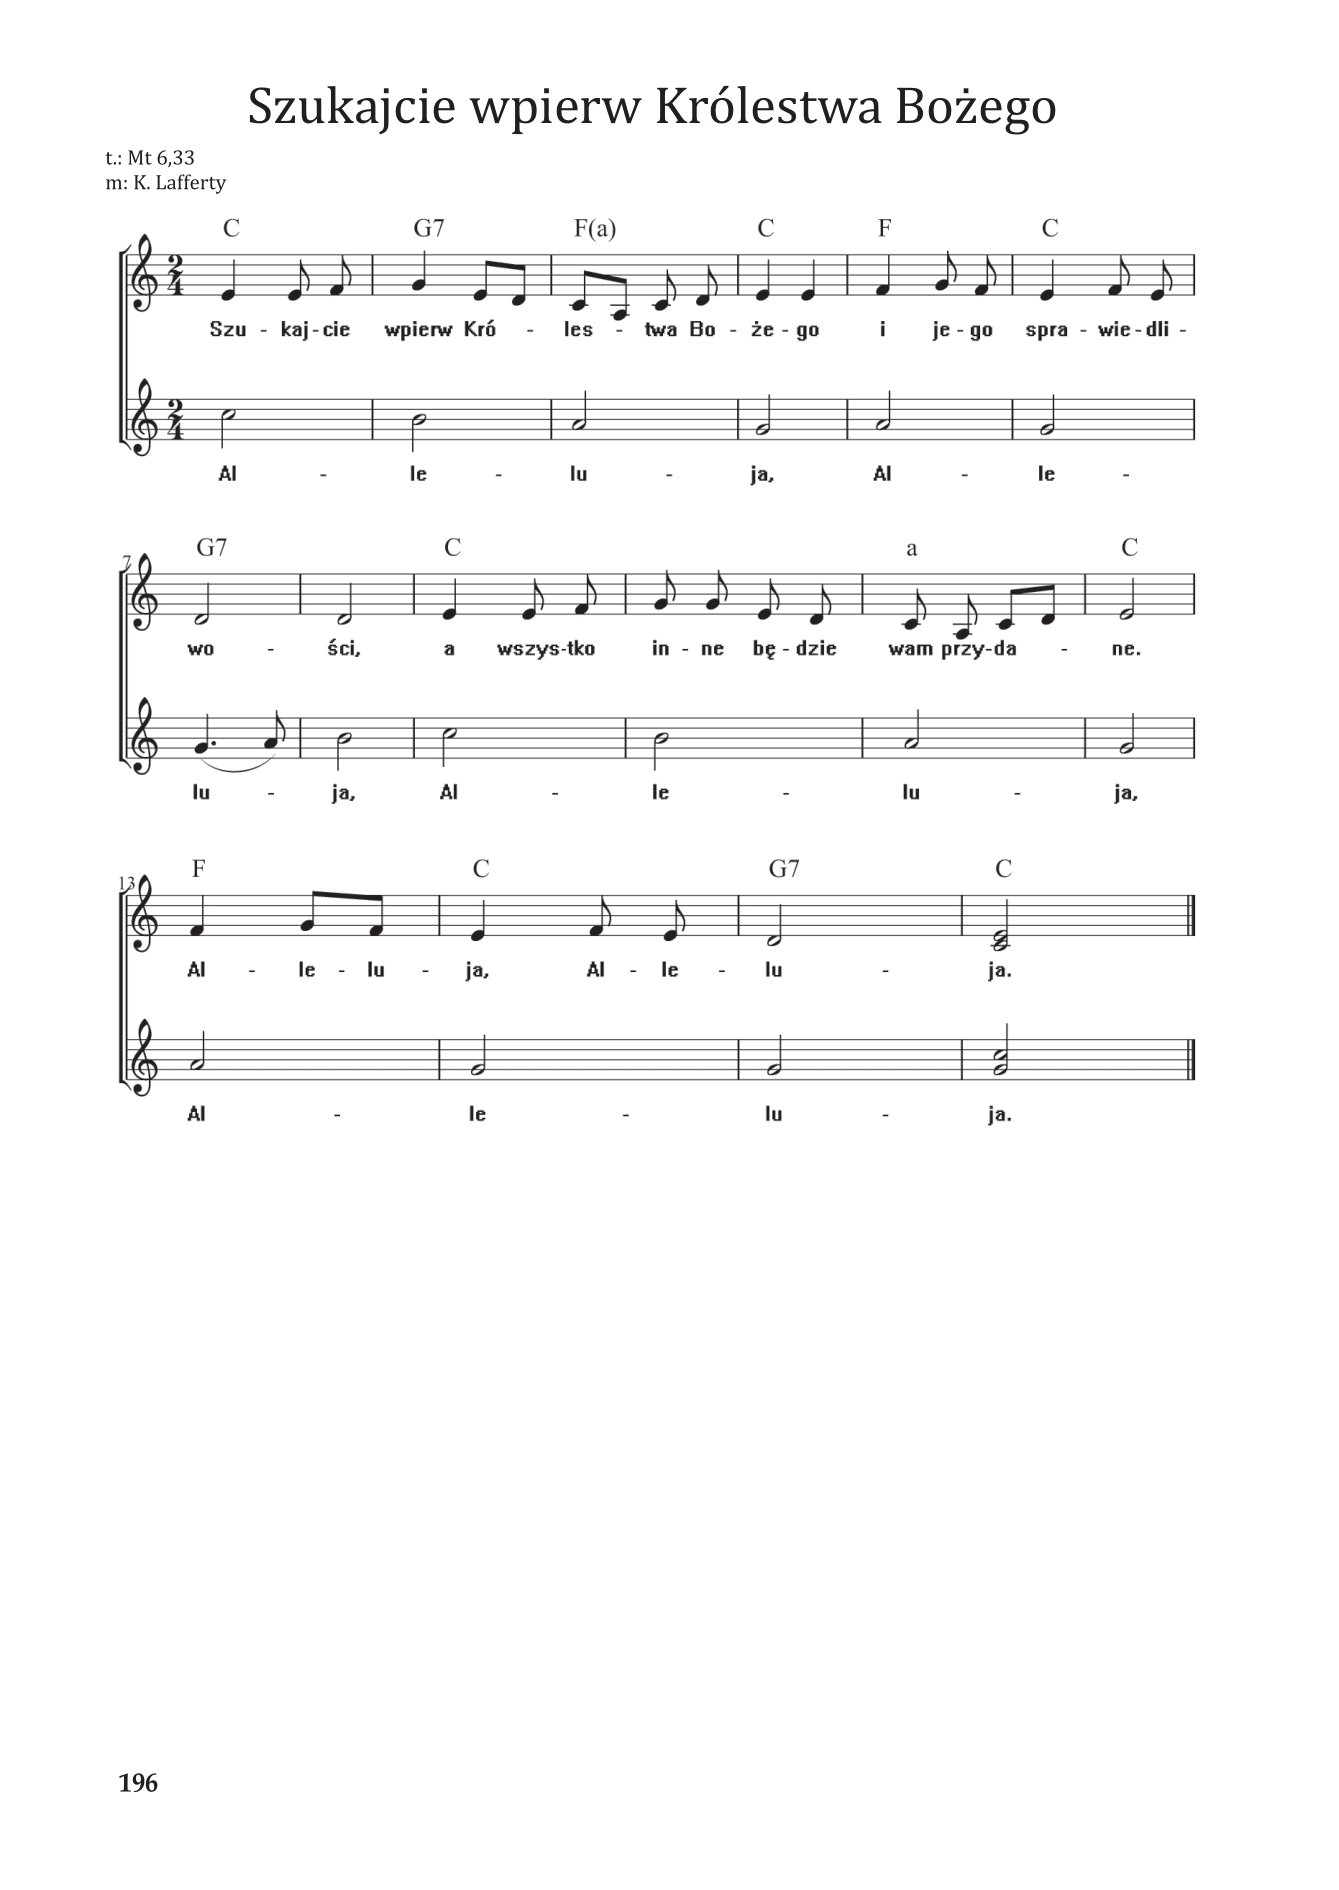 Szukajcie wpierw Królestwa Bożego
t.: Mt 6,33
m: K. Lafferty
C G7 F(a) C F C
2 4
Szu - kaj - cie wpierw Kró - les - twa Bo - że - go i je - go spra - wie - dli -
2 4
Al - le - lu - ja, Al - le -
7 G7 C a C
wo - ści, a wszys - tko in - ne bę - dzie wam przy - da - ne.
lu - ja, Al - le - lu - ja,
13 F C G7 C
Al - le - lu - ja, Al - le - lu - ja.
Al - le - lu - ja.
196